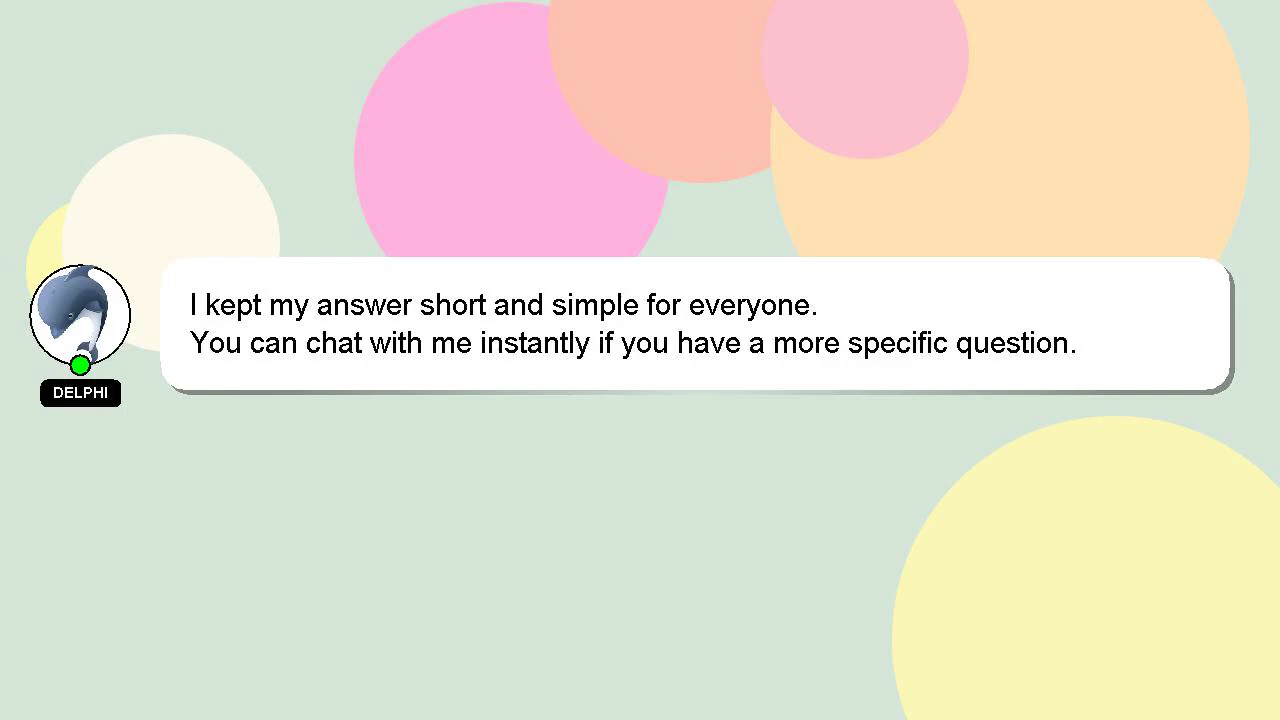 I kept my answer short and simple for everyone.
You can chat with me instantly if you have a more specific question.
DELPHI